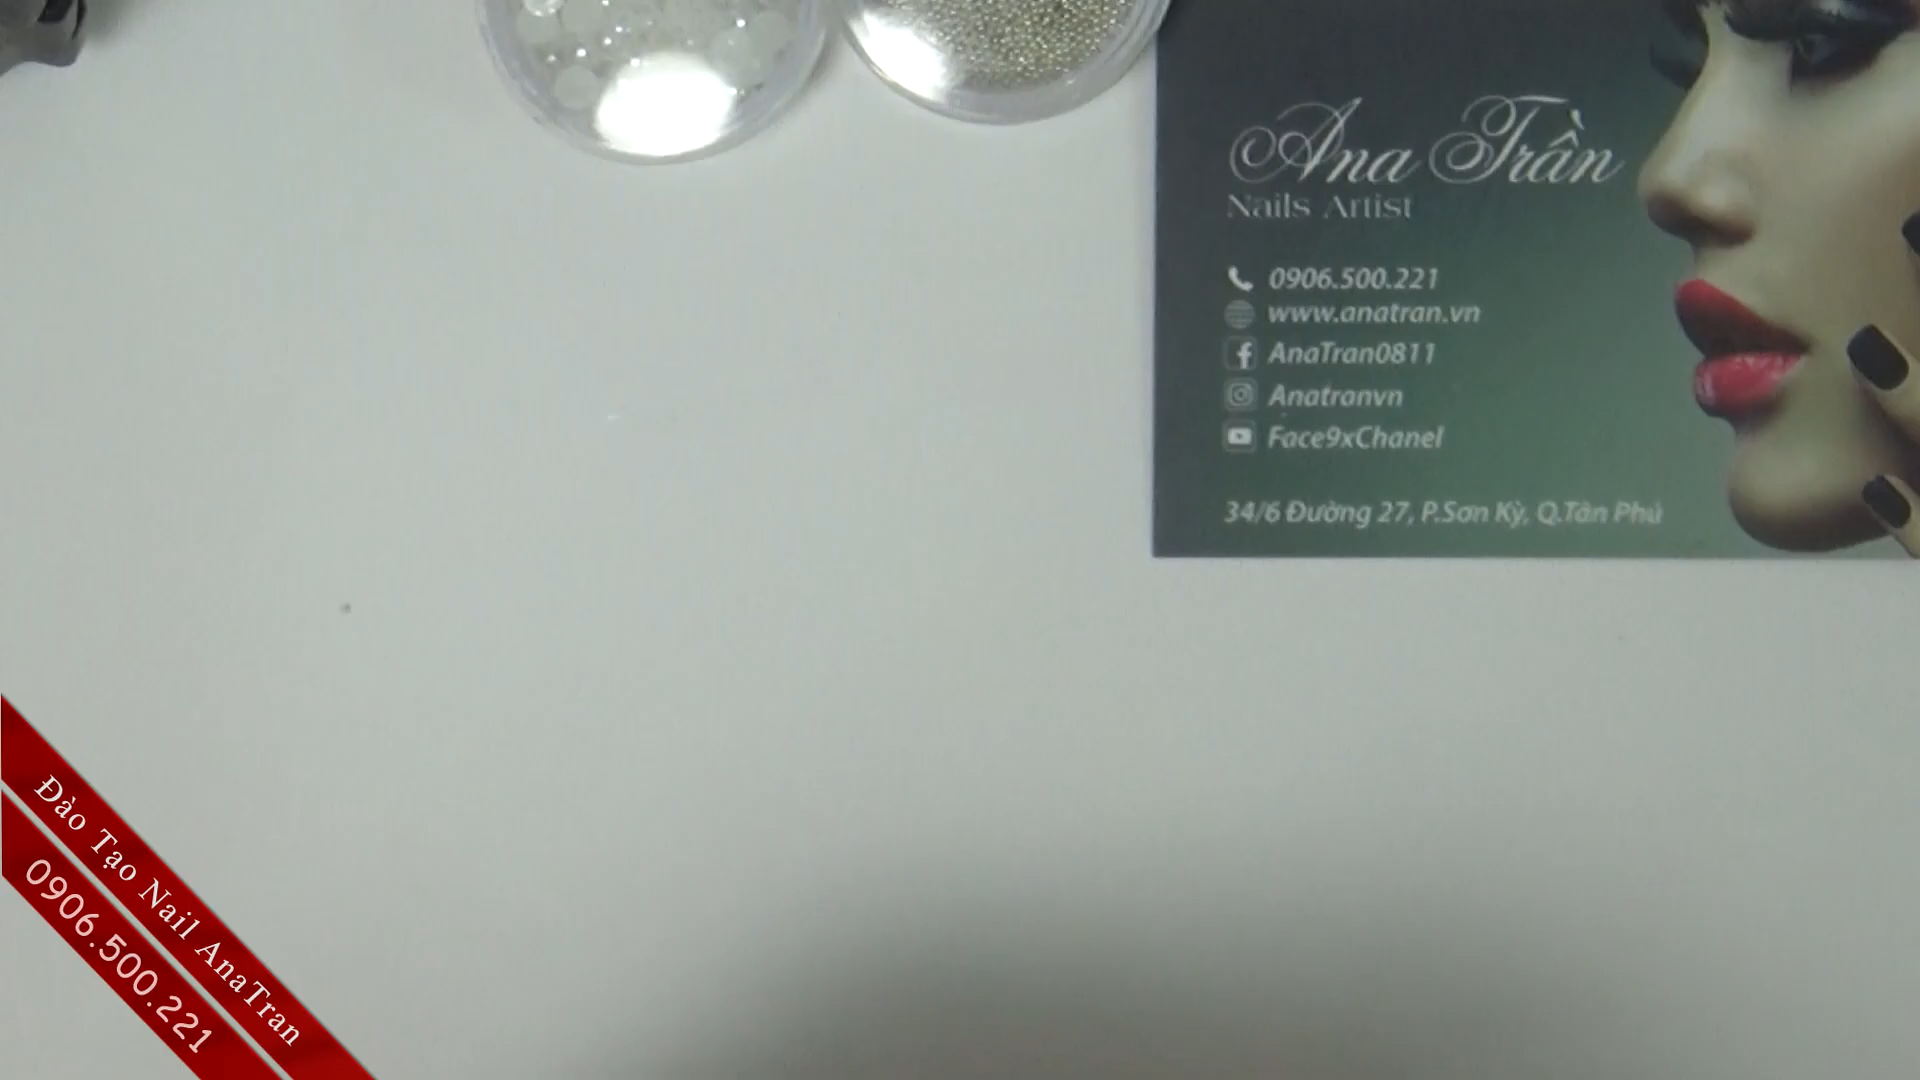 Ana Trần
Nails Artist
0906.500.221
www.anatran.vn
AnaTran0811
Anatranvn
Face9xChanel
34/6 Đường 27, P.Sơn Kỳ, Q.Tân Phú
Đào Tạo Nail AnaTran
0906.500.221